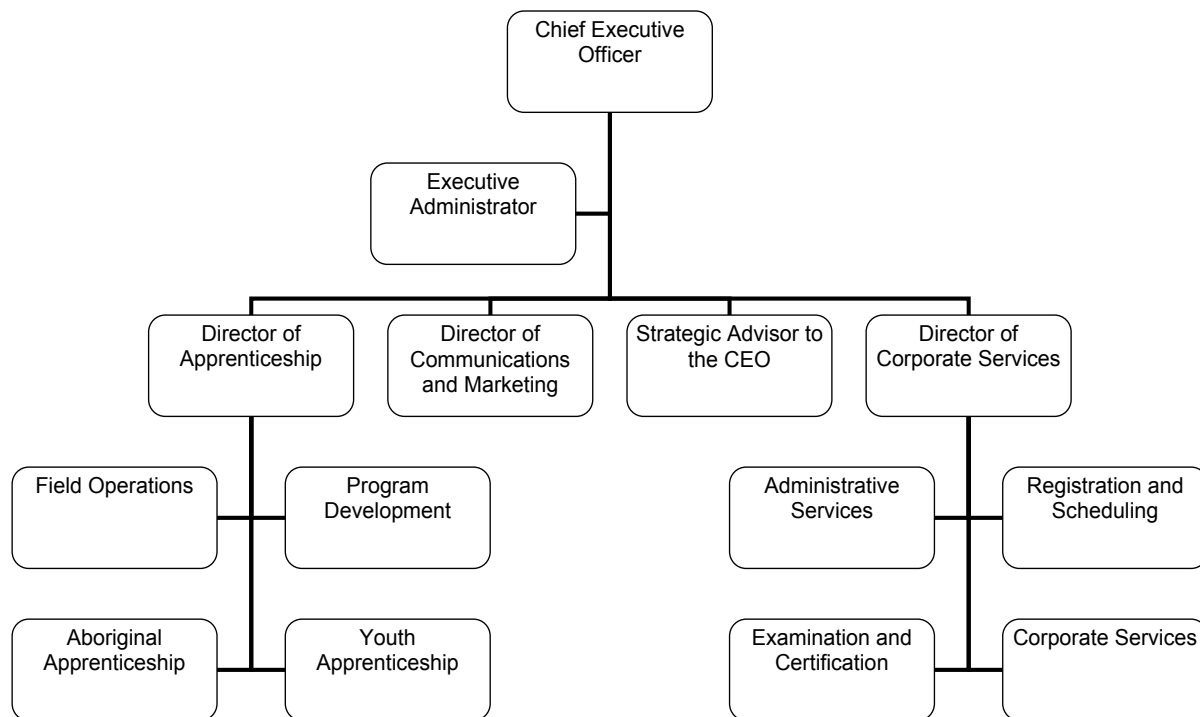 Chief Executive
Officer
Executive
Administrator
Director of
Apprenticeship
Director of
Communications
and Marketing
Strategic Advisor to
the CEO
Director of
Corporate Services
Field Operations
Program
Development
Administrative
Services
Registration and
Scheduling
Aboriginal
Apprenticeship
Youth
Apprenticeship
Examination and
Certification
Corporate Services